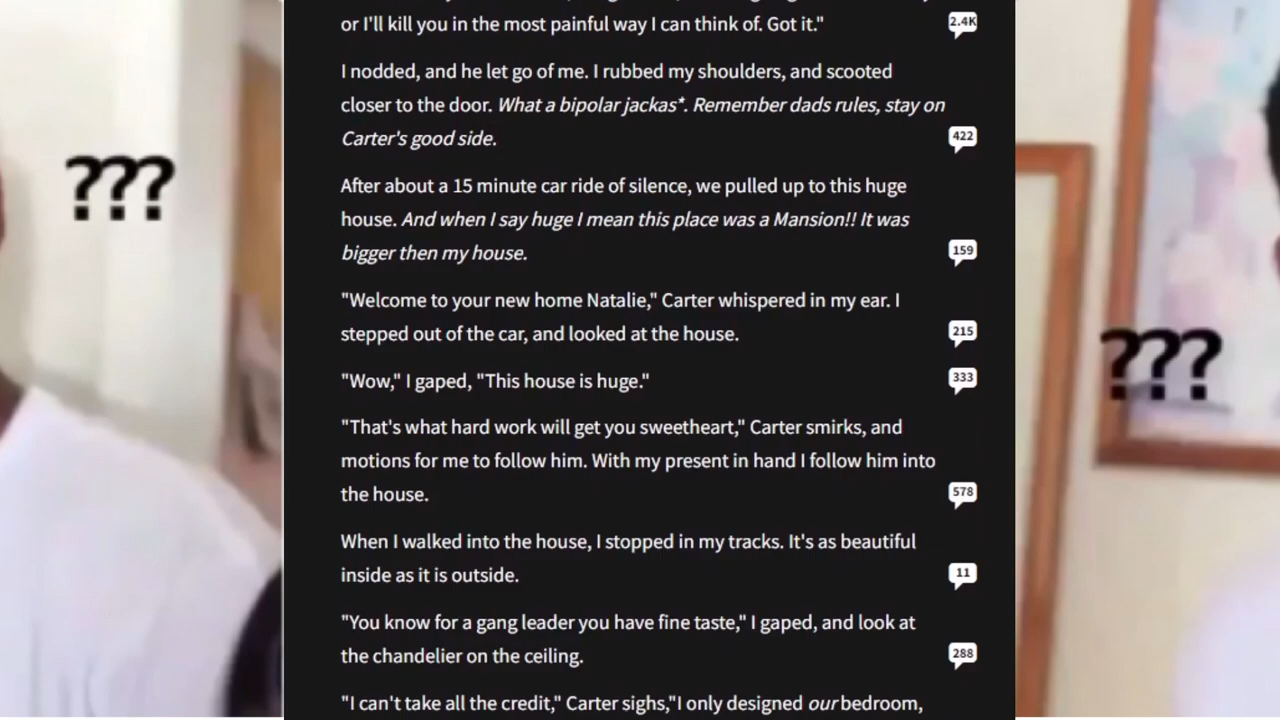 or I'll kill you in the most painful way I can think of. Got it."
2.4K
I nodded, and he let go of me. I rubbed my shoulders, and scooted
closer to the door. What a bipolar jackas*. Remember dads rules, stay on
Carter's good side.
422
???
After about a 15 minute car ride of silence, we pulled up to this huge
house. And when I say huge I mean this place was a Mansion!! It was
bigger then my house.
159
"Welcome to your new home Natalie," Carter whispered in my ear. I
stepped out of the car, and looked at the house.
215
???
"Wow," I gaped, "This house is huge."
333
"That's what hard work will get you sweetheart," Carter smirks, and
motions for me to follow him. With my present in hand I follow him into
the house.
578
When I walked into the house, I stopped in my tracks. It's as beautiful
inside as it is outside.
11
"You know for a gang leader you have fine taste," I gaped, and look at
the chandelier on the ceiling.
288
"I can't take all the credit," Carter sighs,"I only designed our bedroom,